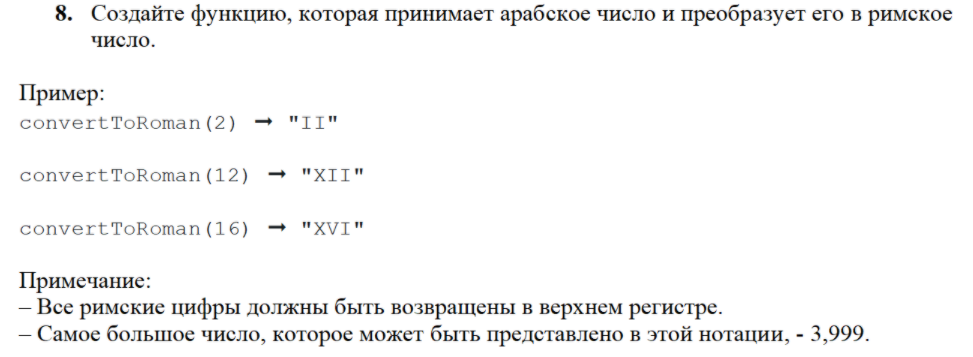 8. Создайте функцию, которая принимает арабское число и преобразует его в римское
число.
Пример:
convertToRoman(2) ➞ "II"
convertToRoman(12) ➞ "XII"
convertToRoman(16) ➞ "XVI"
Примечание:
– Все римские цифры должны быть возвращены в верхнем регистре.
– Самое большое число, которое может быть представлено в этой нотации, - 3,999.